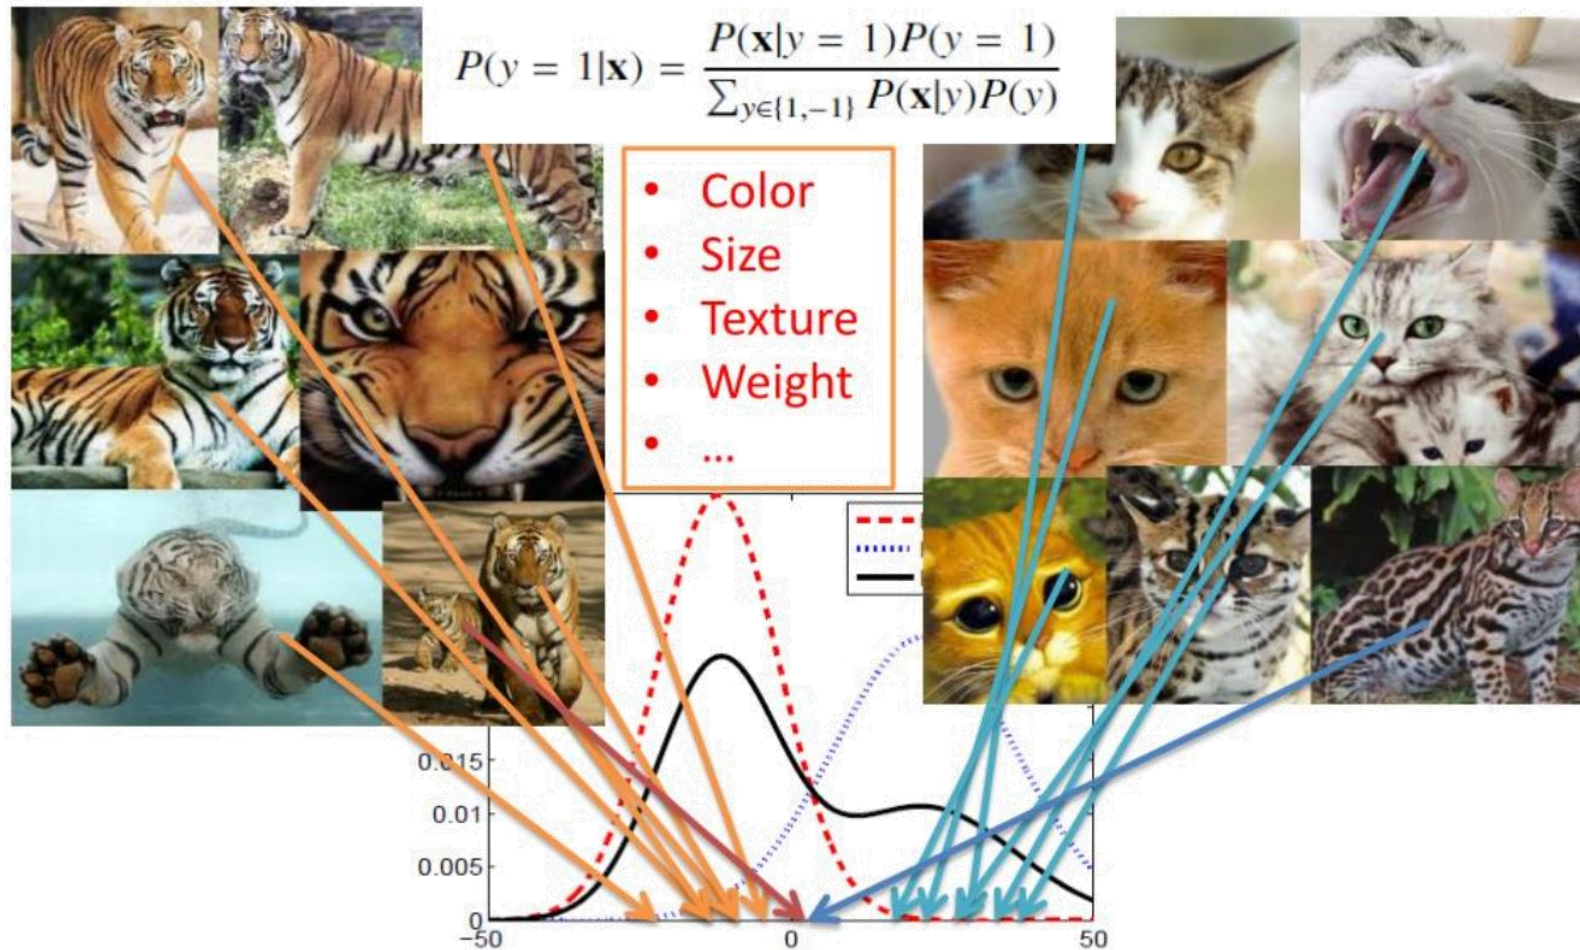 P(y = 1|x) = P(x|y = 1)P(y = 1) / ∑y∈{1,−1} P(x|y)P(y)
• Color
• Size
• Texture
• Weight
• ...
0.015
0.01
0.005
0
−50 0 50